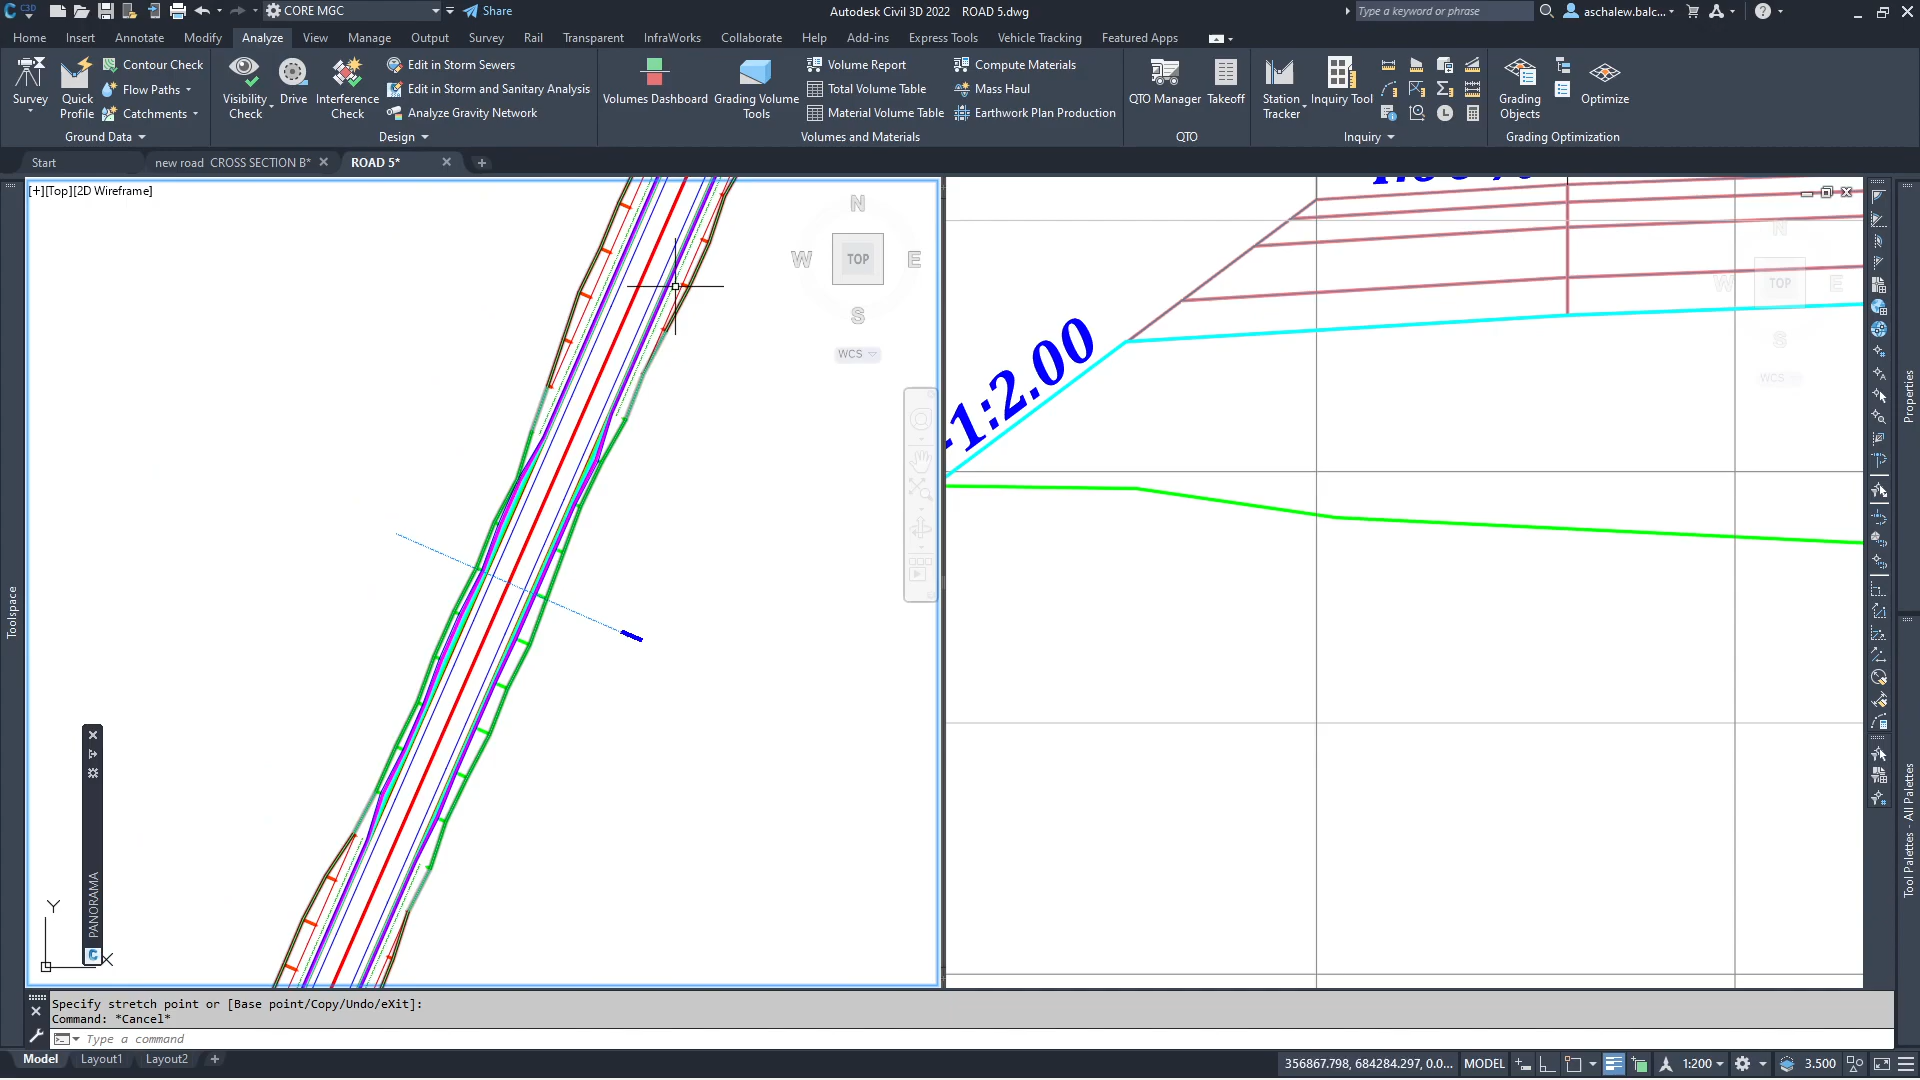 C3D
CORE MGC
Share
Autodesk Civil 3D 2022 ROAD 5.dwg
Type a keyword or phrase
aschalew.balc...
Home Insert Annotate Modify Analyze View Manage Output Survey Rail Transparent InfraWorks Collaborate Help Add-ins Express Tools Vehicle Tracking Featured Apps
Survey
Quick Profile
Contour Check
Flow Paths
Catchments
Ground Data
Visibility Check
Drive
Interference Check
Edit in Storm Sewers
Edit in Storm and Sanitary Analysis
Analyze Gravity Network
Design
Volumes Dashboard
Grading Volume Tools
Volume Report
Total Volume Table
Material Volume Table
Compute Materials
Mass Haul
Earthwork Plan Production
Volumes and Materials
QTO Manager
Takeoff
QTO
Station Tracker
Inquiry Tool
Inquiry
Grading Objects
Optimize
Grading Optimization
Start
new road CROSS SECTION B*
ROAD 5*
[+][Top][2D Wireframe]
N
W TOP E
S
WCS
N
W TOP E
S
WCS
-1:2.00
Toolspace
PANORAMA
Y
X
Properties
Tool Palettes - All Palettes
Specify stretch point or [Base point/Copy/Undo/eXit]:
Command: *Cancel*
Type a command
Model Layout1 Layout2
356867.798, 684284.297, 0.0... MODEL 1:200 3.500